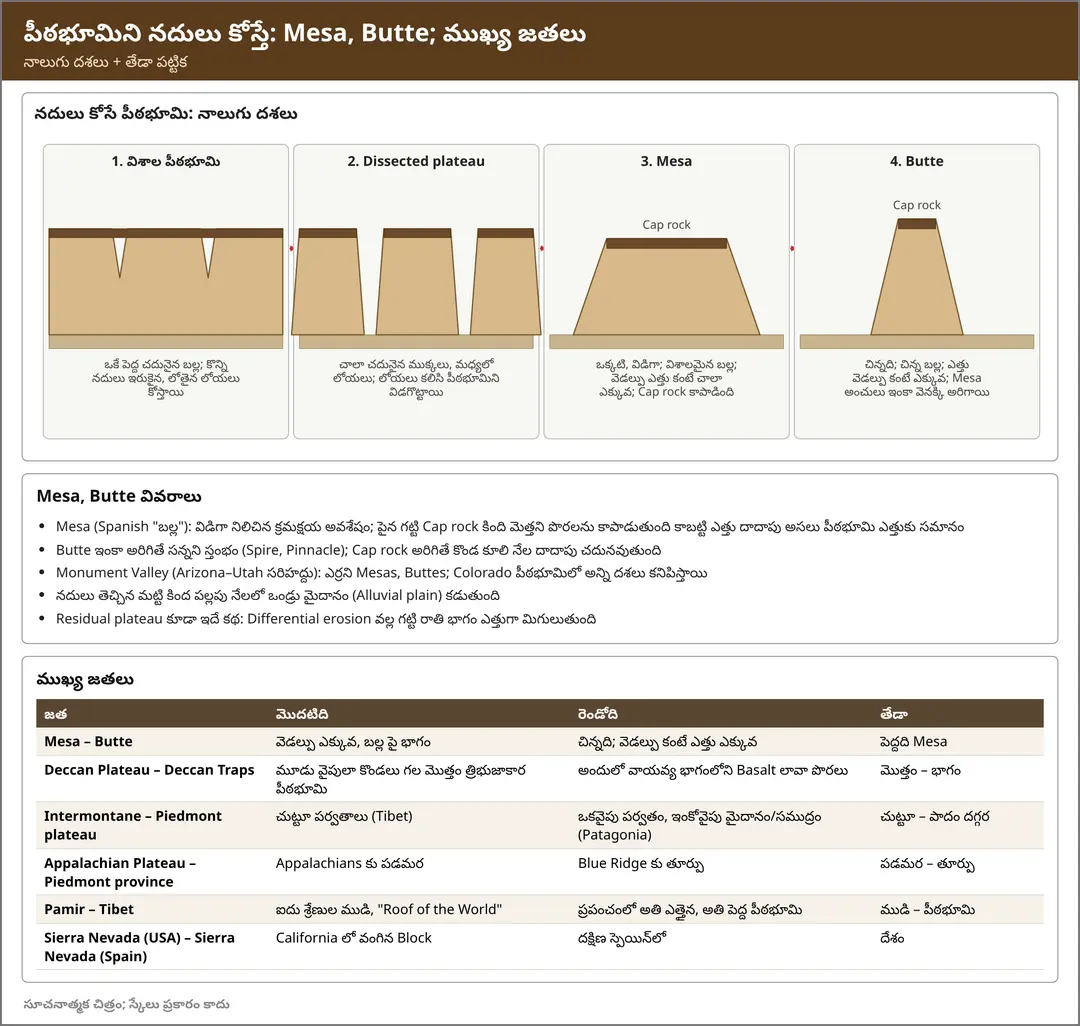 పీఠభూమిని నదులు కోస్తే: Mesa, Butte; ముఖ్య జతలు
నాలుగు దశలు + తేడా పట్టిక
నదులు కోసే పీఠభూమి: నాలుగు దశలు
1. విశాల పీఠభూమి
ఒకే పెద్ద చదునైన బల్ల; కొన్ని
నదులు ఇరుకైన, లోతైన లోయలు
కోస్తాయి
2. Dissected plateau
చాలా చదునైన ముక్కలు, మధ్యలో
లోయలు; లోయలు కలిసి పీఠభూమిని
విడగొట్టాయి
3. Mesa
Cap rock
ఒక్కటి, విడిగా; విశాలమైన బల్ల;
వెడల్పు ఎత్తు కంటే చాలా
ఎక్కువ; Cap rock కాపాడింది
4. Butte
Cap rock
చిన్నది; చిన్న బల్ల; ఎత్తు
వెడల్పు కంటే ఎక్కువ; Mesa
అంచులు ఇంకా వెనక్కి అరిగాయి
Mesa, Butte వివరాలు
• Mesa (Spanish "బల్ల"): విడిగా నిలిచిన క్రమక్షయ అవశేషం; పైన గట్టి Cap rock కింది మెత్తని పొరలను కాపాడుతుంది కాబట్టి ఎత్తు దాదాపు అసలు పీఠభూమి ఎత్తుకు సమానం
• Butte ఇంకా అరిగితే సన్నని స్తంభం (Spire, Pinnacle); Cap rock అరిగితే కొండ కూలి నేల దాదాపు చదునవుతుంది
• Monument Valley (Arizona–Utah సరిహద్దు): ఎర్రని Mesas, Buttes; Colorado పీఠభూమిలో అన్ని దశలు కనిపిస్తాయి
• నదులు తెచ్చిన మట్టి కింద పల్లపు నేలలో ఒండ్రు మైదానం (Alluvial plain) కడుతుంది
• Residual plateau కూడా ఇదే కథ: Differential erosion వల్ల గట్టి రాతి భాగం ఎత్తుగా మిగులుతుంది
ముఖ్య జతలు
జత మొదటిది రెండోది తేడా
Mesa – Butte వెడల్పు ఎక్కువ, బల్ల పై భాగం చిన్నది; వెడల్పు కంటే ఎత్తు ఎక్కువ పెద్దది Mesa
Deccan Plateau – Deccan Traps మూడు వైపులా కొండలు గల మొత్తం త్రిభుజాకార అందులో వాయవ్య భాగంలోని Basalt లావా పొరలు మొత్తం – భాగం
పీఠభూమి
Intermontane – Piedmont చుట్టూ పర్వతాలు (Tibet) ఒకవైపు పర్వతం, ఇంకోవైపు మైదానం/సముద్రం చుట్టూ – పాదం దగ్గర
plateau (Patagonia)
Appalachian Plateau – Appalachians కు పడమర Blue Ridge కు తూర్పు పడమర – తూర్పు
Piedmont province
Pamir – Tibet ఐదు శ్రేణుల ముడి, "Roof of the World" ప్రపంచంలో అతి ఎత్తైన, అతి పెద్ద పీఠభూమి ముడి – పీఠభూమి
Sierra Nevada (USA) – Sierra California లో వంగిన Block దక్షిణ స్పెయిన్‌లో దేశం
Nevada (Spain)
సూచనాత్మక చిత్రం; స్కేలు ప్రకారం కాదు